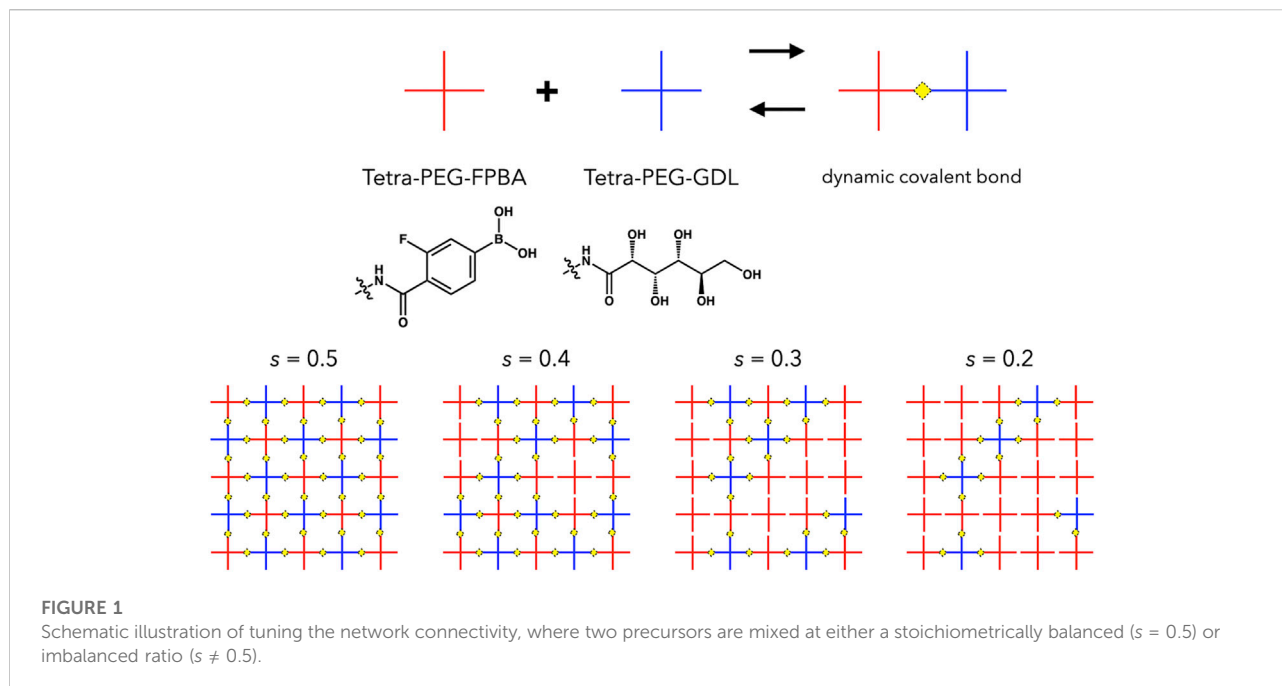 +
Tetra-PEG-FPBA Tetra-PEG-GDL dynamic covalent bond
OH
F B OH
H
N
O
H
N
OH OH
OH
O OH OH
s = 0.5 s = 0.4 s = 0.3 s = 0.2
FIGURE 1
Schematic illustration of tuning the network connectivity, where two precursors are mixed at either a stoichiometrically balanced (s = 0.5) or
imbalanced ratio (s ≠ 0.5).